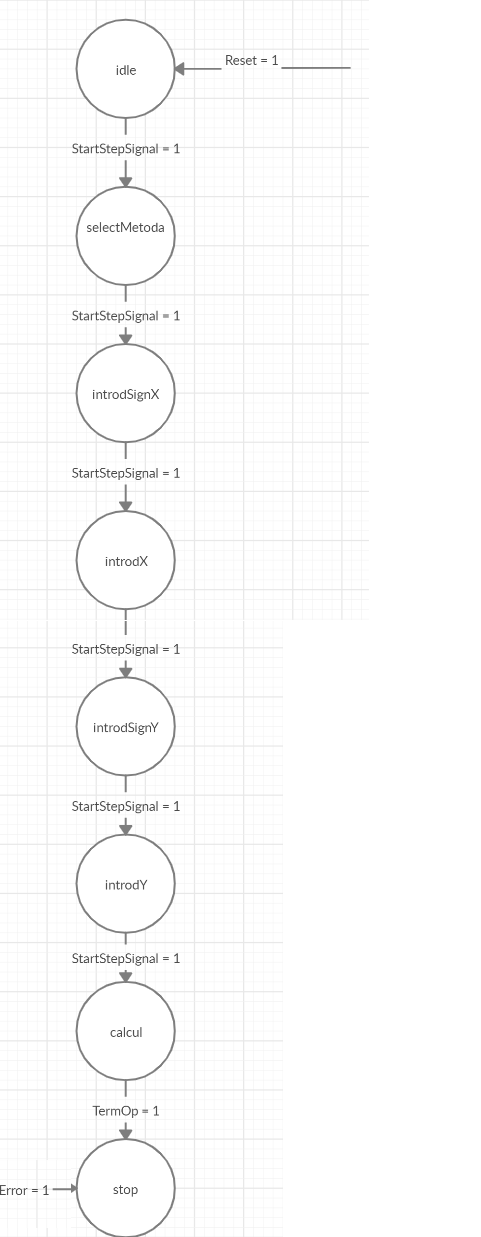 idle
Reset = 1
StartStepSignal = 1
selectMetoda
StartStepSignal = 1
introdSignX
StartStepSignal = 1
introdX
StartStepSignal = 1
introdSignY
StartStepSignal = 1
introdY
StartStepSignal = 1
calcul
TermOp = 1
Error = 1
stop